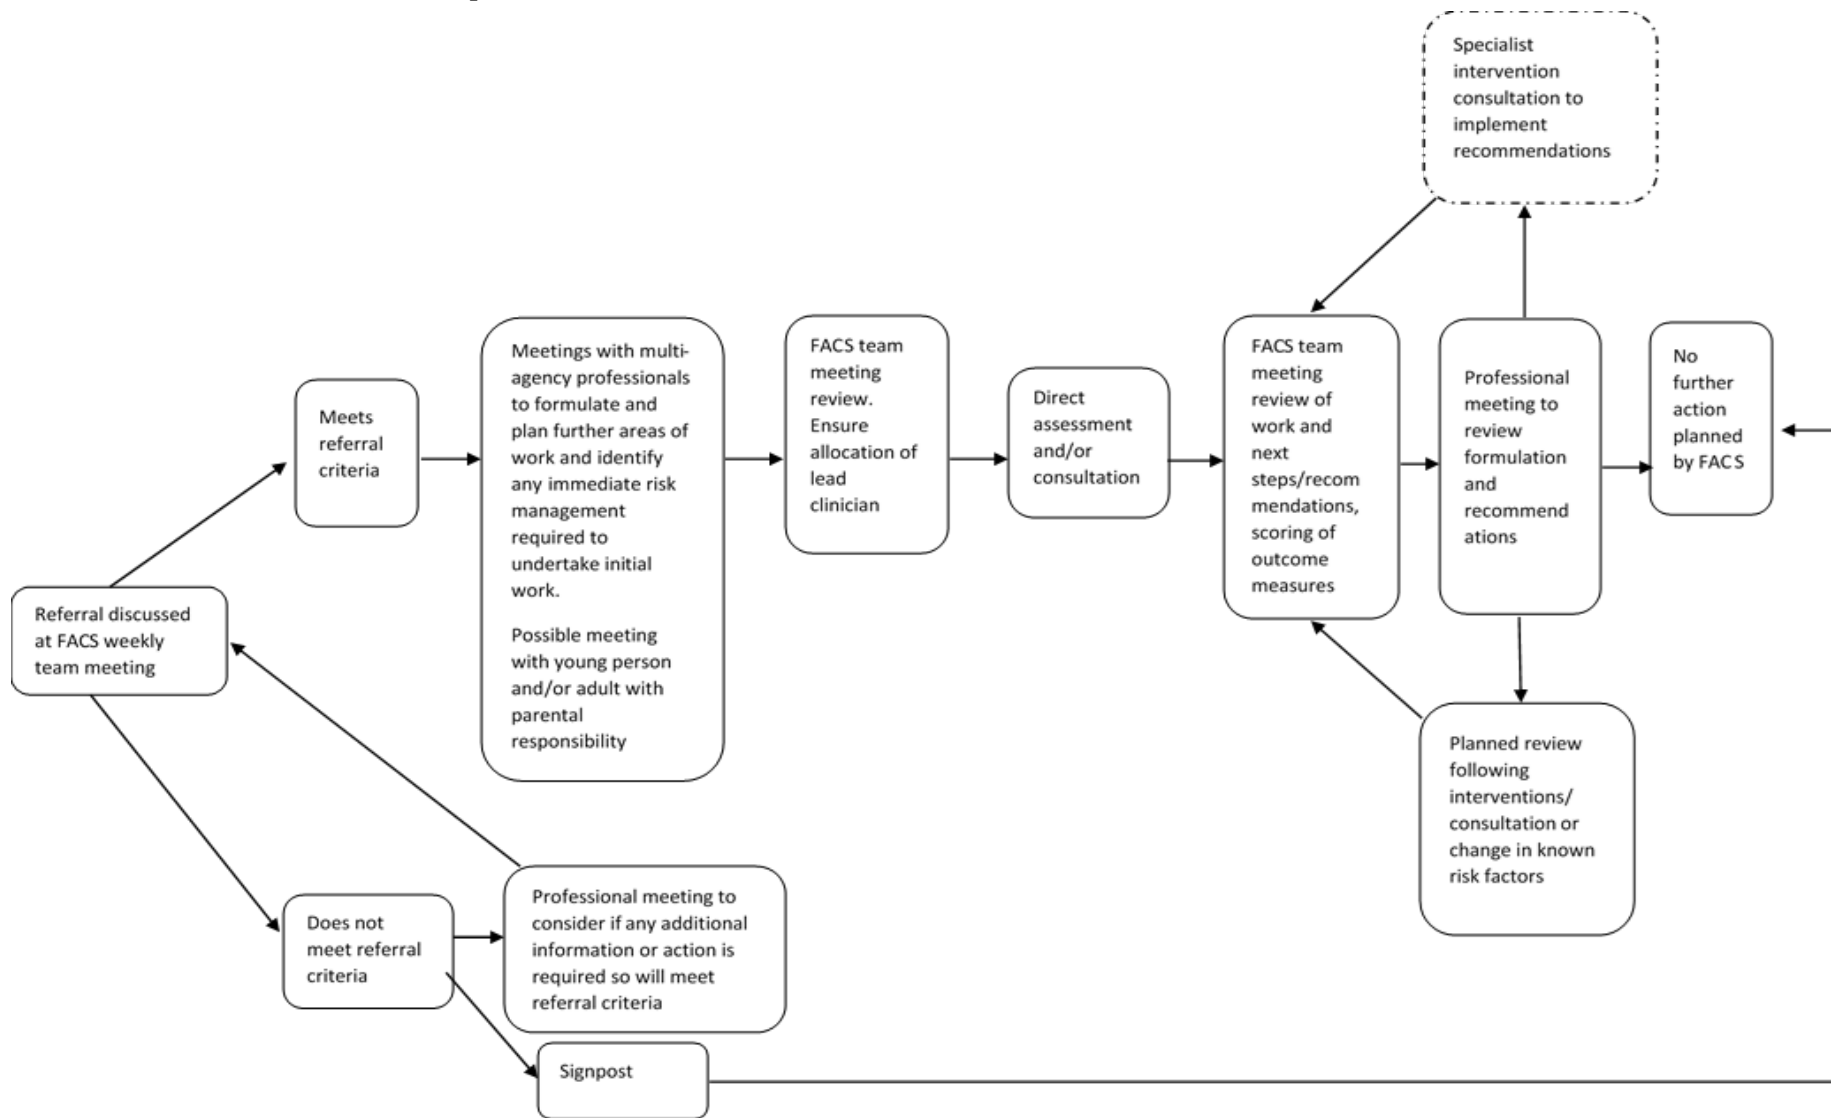 Specialist
intervention
consultation to
implement
recommendations
Meets
referral
criteria
Meetings with multi-
agency professionals
to formulate and
plan further areas of
work and identify
any immediate risk
management
required to
undertake initial
work.
Possible meeting
with young person
and/or adult with
parental
responsibility
FACS team
meeting
review.
Ensure
allocation of
lead
clinician
Direct
assessment
and/or
consultation
FACS team
meeting
review of
work and
next
steps/recom
mendations,
scoring of
outcome
measures
Professional
meeting to
review
formulation
and
recommend
ations
No
further
action
planned
by FACS
Referral discussed
at FACS weekly
team meeting
Planned review
following
interventions/
consultation or
change in known
risk factors
Does not
meet referral
criteria
Professional meeting to
consider if any additional
information or action is
required so will meet
referral criteria
Signpost